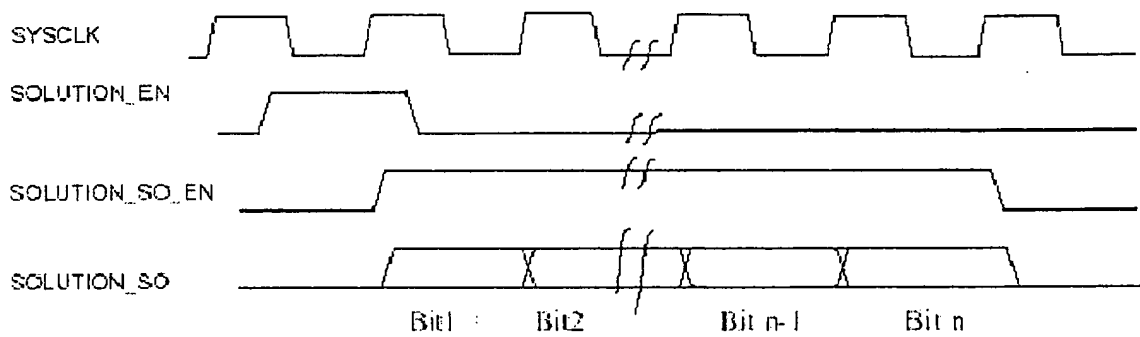 SYSCLK
SOLUTION_EN
SOLUTION_SO_EN
SOLUTION_SO
Bit1 Bit2 Bit n-1 Bit n